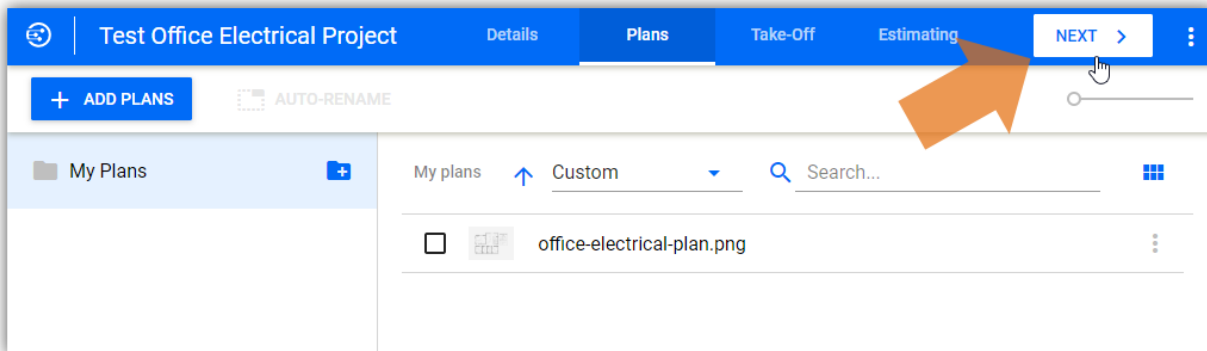 Test Office Electrical Project Details Plans Take-Off Estimating NEXT
+ ADD PLANS AUTO-RENAME
My Plans
My plans Custom Search...
office-electrical-plan.png